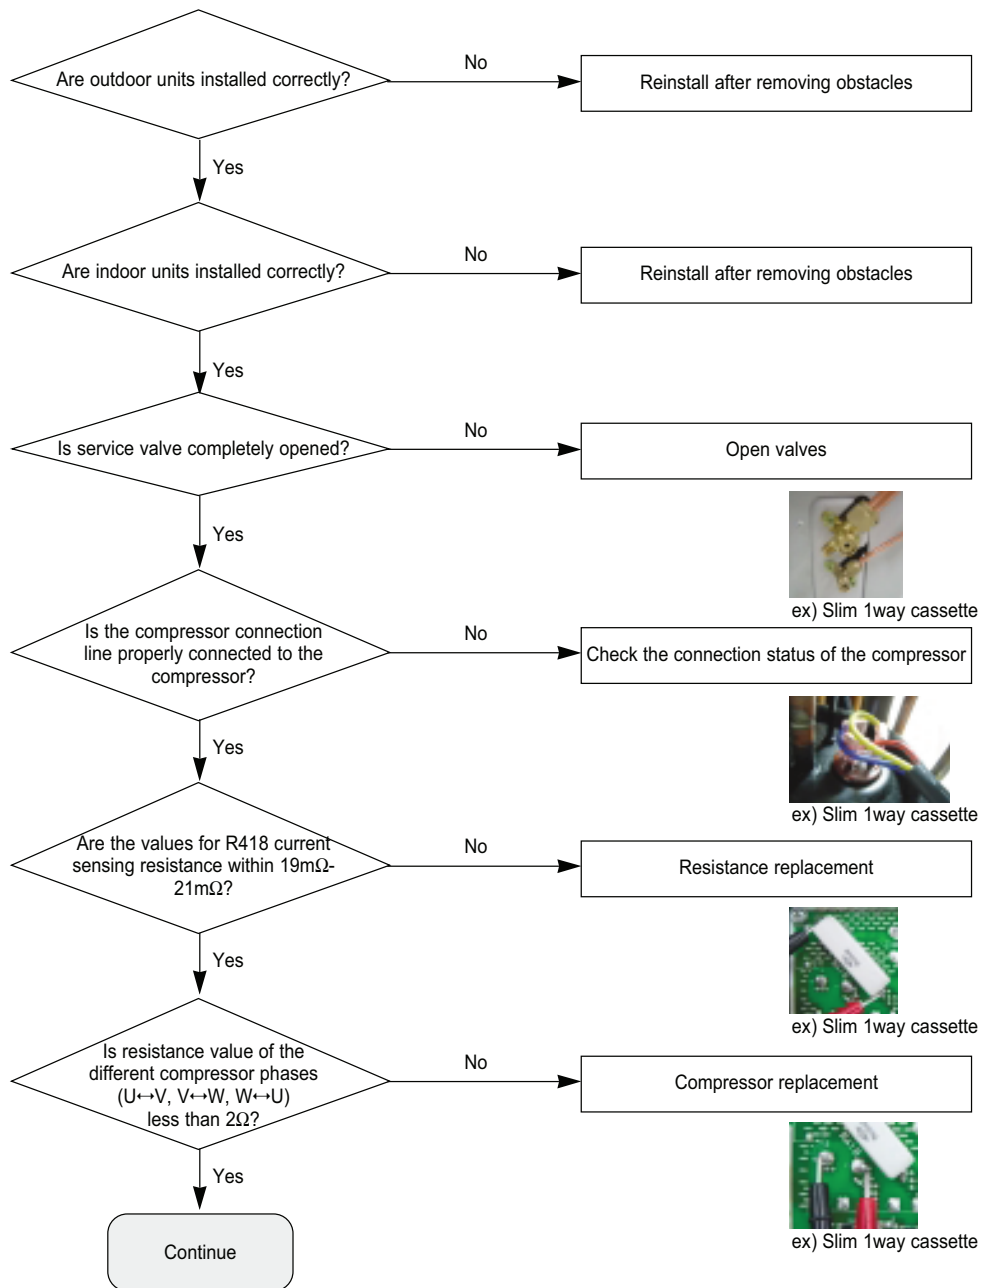 Are outdoor units installed correctly?
No
Reinstall after removing obstacles
Yes
Are indoor units installed correctly?
No
Reinstall after removing obstacles
Yes
Is service valve completely opened?
No
Open valves
ex) Slim 1way cassette
Yes
Is the compressor connection
line properly connected to the
compressor?
No
Check the connection status of the compressor
ex) Slim 1way cassette
Yes
Are the values for R418 current
sensing resistance within 19mΩ-
21mΩ?
No
Resistance replacement
ex) Slim 1way cassette
Yes
Is resistance value of the
different compressor phases
(U↔V, V↔W, W↔U)
less than 2Ω?
No
Compressor replacement
ex) Slim 1way cassette
Yes
Continue